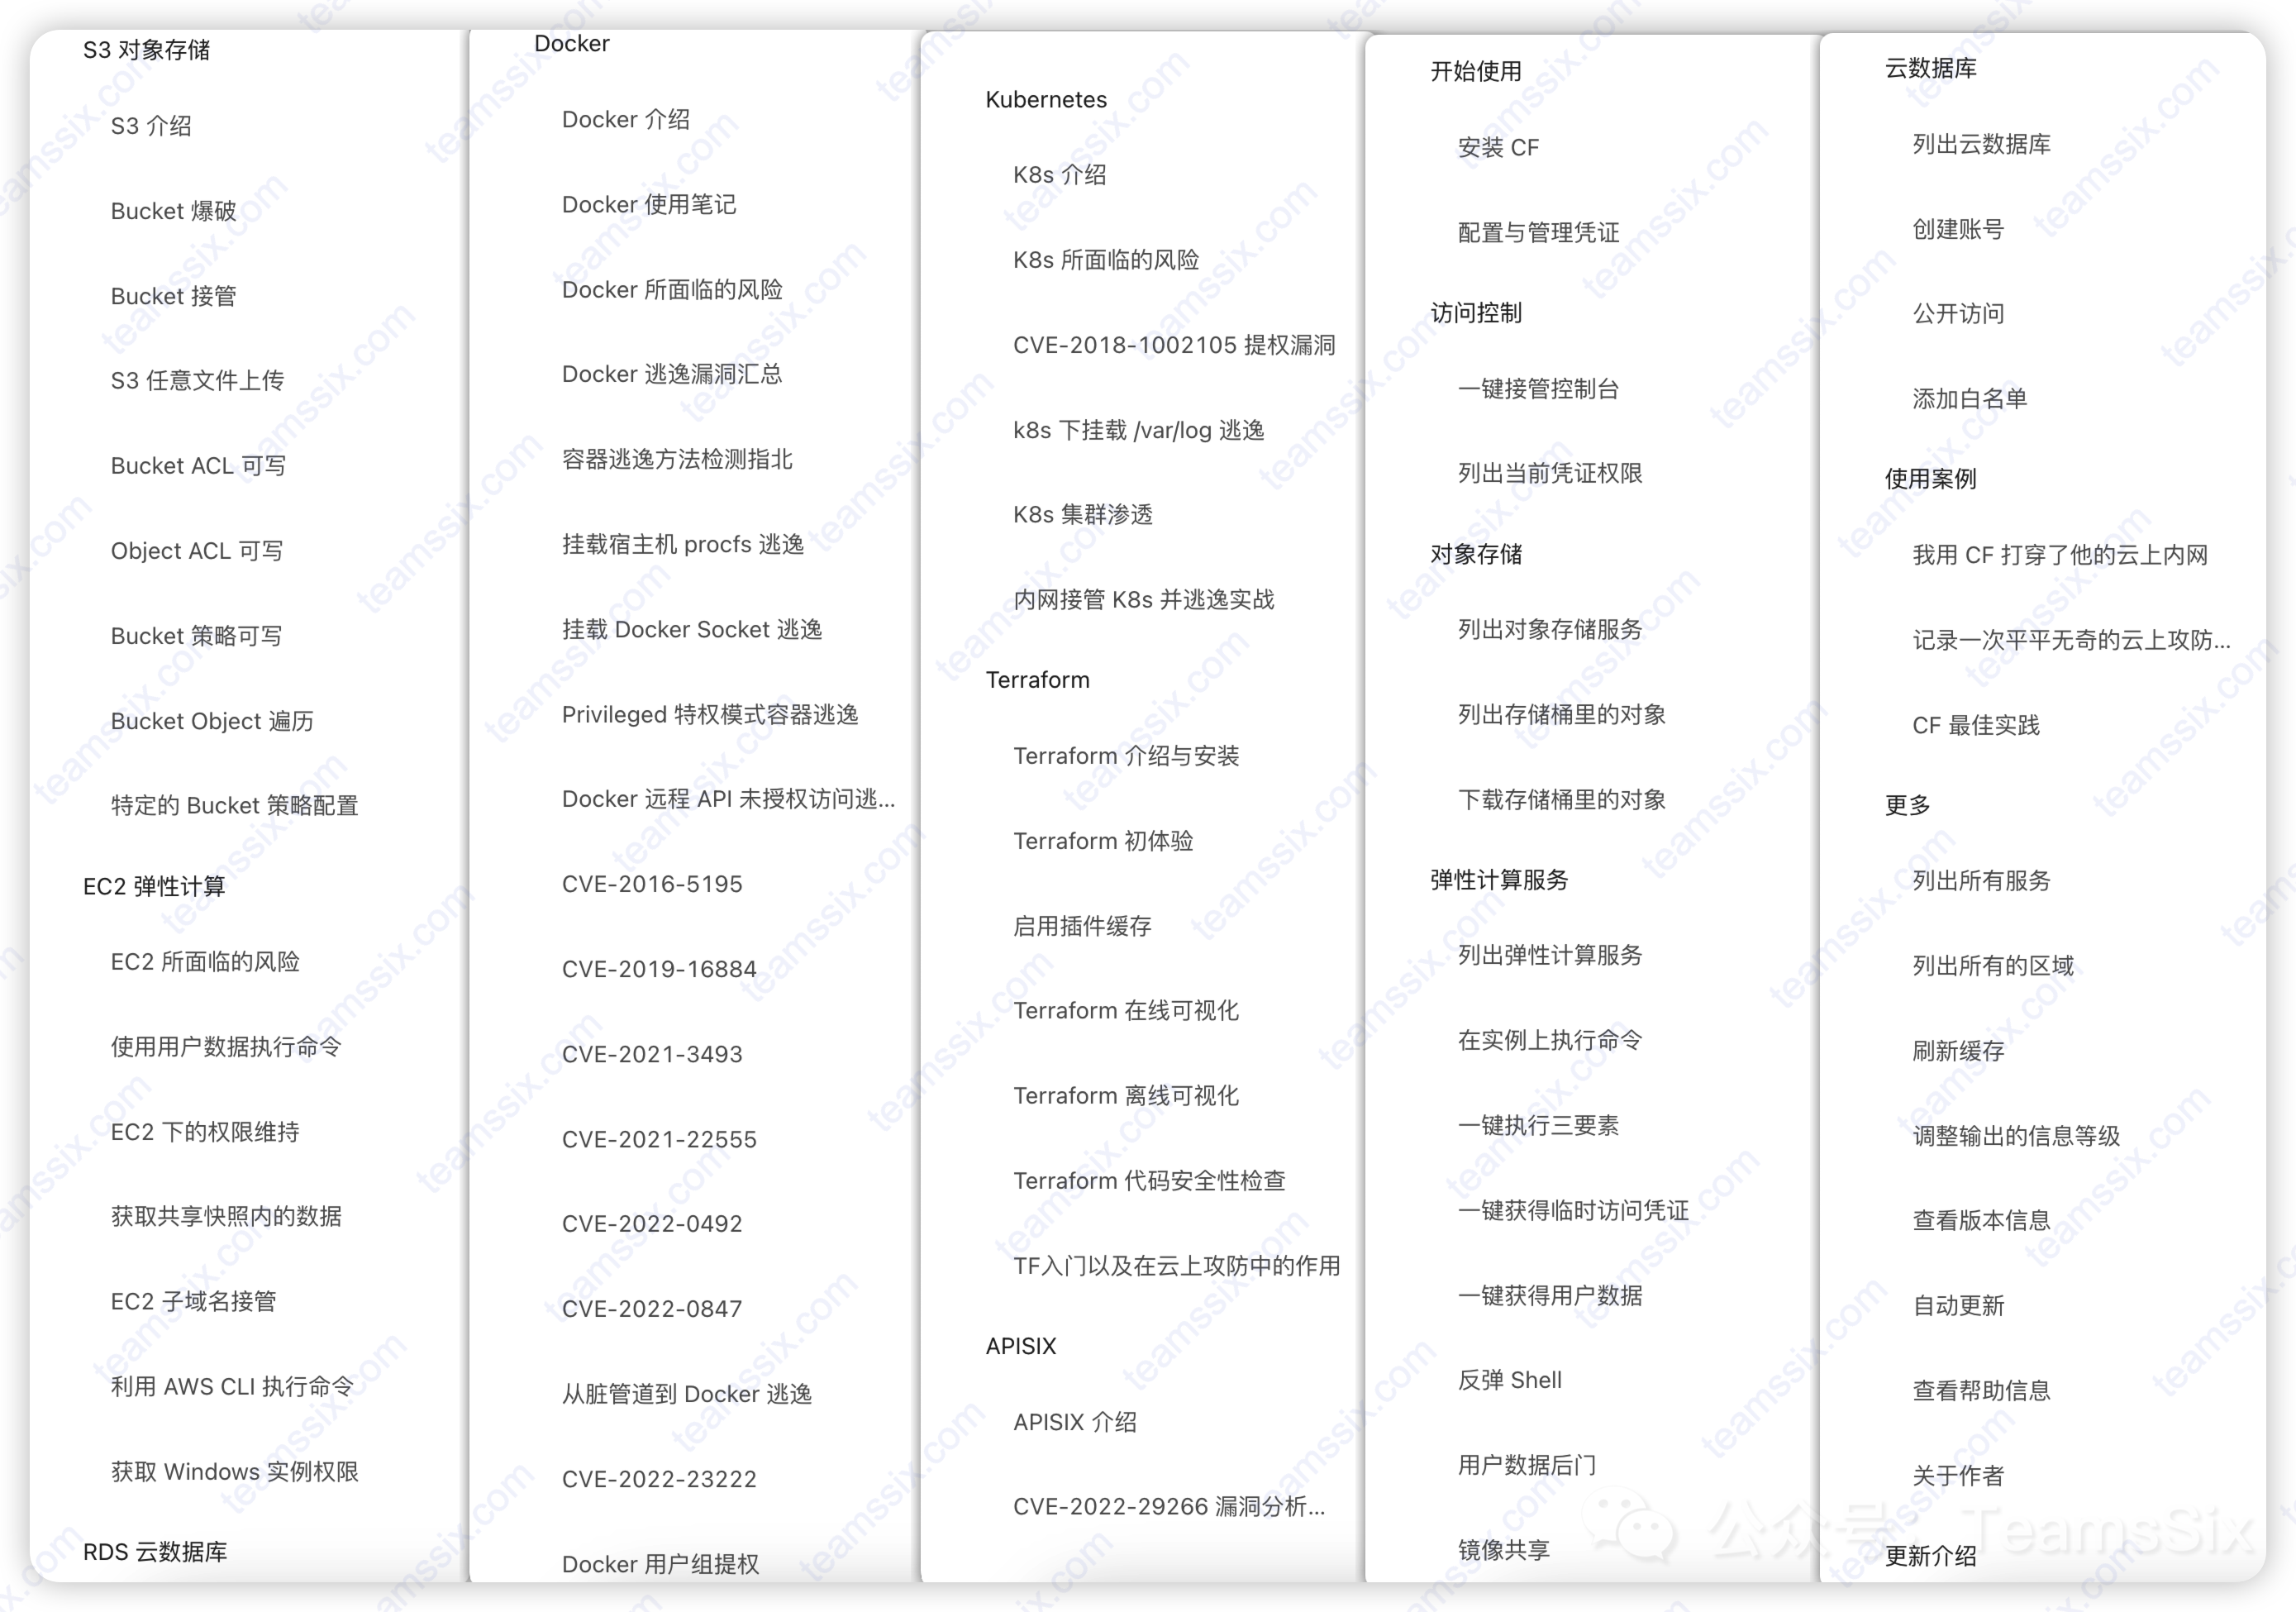 S3 对象存储
S3 介绍
Bucket 爆破
Bucket 接管
S3 任意文件上传
Bucket ACL 可写
Object ACL 可写
Bucket 策略可写
Bucket Object 遍历
特定的 Bucket 策略配置
EC2 弹性计算
EC2 所面临的风险
使用用户数据执行命令
EC2 下的权限维持
获取共享快照内的数据
EC2 子域名接管
利用 AWS CLI 执行命令
获取 Windows 实例权限
RDS 云数据库
Docker
Docker 介绍
Docker 使用笔记
Docker 所面临的风险
Docker 逃逸漏洞汇总
容器逃逸方法检测指北
挂载宿主机 procfs 逃逸
挂载 Docker Socket 逃逸
Privileged 特权模式容器逃逸
Docker 远程 API 未授权访问逃...
CVE-2016-5195
CVE-2019-16884
CVE-2021-3493
CVE-2021-22555
CVE-2022-0492
CVE-2022-0847
从脏管道到 Docker 逃逸
CVE-2022-23222
Docker 用户组提权
Kubernetes
K8s 介绍
K8s 所面临的风险
CVE-2018-1002105 提权漏洞
k8s 下挂载 /var/log 逃逸
K8s 集群渗透
内网接管 K8s 并逃逸实战
Terraform
Terraform 介绍与安装
Terraform 初体验
启用插件缓存
Terraform 在线可视化
Terraform 离线可视化
Terraform 代码安全性检查
TF入门以及在云上攻防中的作用
APISIX
APISIX 介绍
CVE-2022-29266 漏洞分析...
开始使用
安装 CF
配置与管理凭证
访问控制
一键接管控制台
列出当前凭证权限
对象存储
列出对象存储服务
列出存储桶里的对象
下载存储桶里的对象
弹性计算服务
列出弹性计算服务
在实例上执行命令
一键执行三要素
一键获得临时访问凭证
一键获得用户数据
反弹 Shell
用户数据后门
镜像共享
云数据库
列出云数据库
创建账号
公开访问
添加白名单
使用案例
我用 CF 打穿了他的云上内网
记录一次平平无奇的云上攻防...
CF 最佳实践
更多
列出所有服务
列出所有的区域
刷新缓存
调整输出的信息等级
查看版本信息
自动更新
查看帮助信息
关于作者
更新介绍
公众号 · TeamsSix
teamssix.com